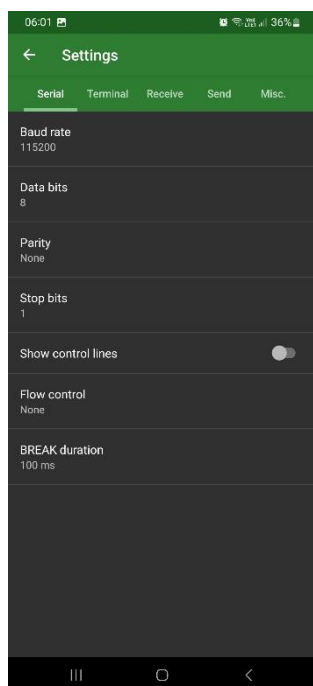 06:01 36%
Settings
Serial Terminal Receive Send Misc.
Baud rate
115200
Data bits
8
Parity
None
Stop bits
1
Show control lines
Flow control
None
BREAK duration
100 ms